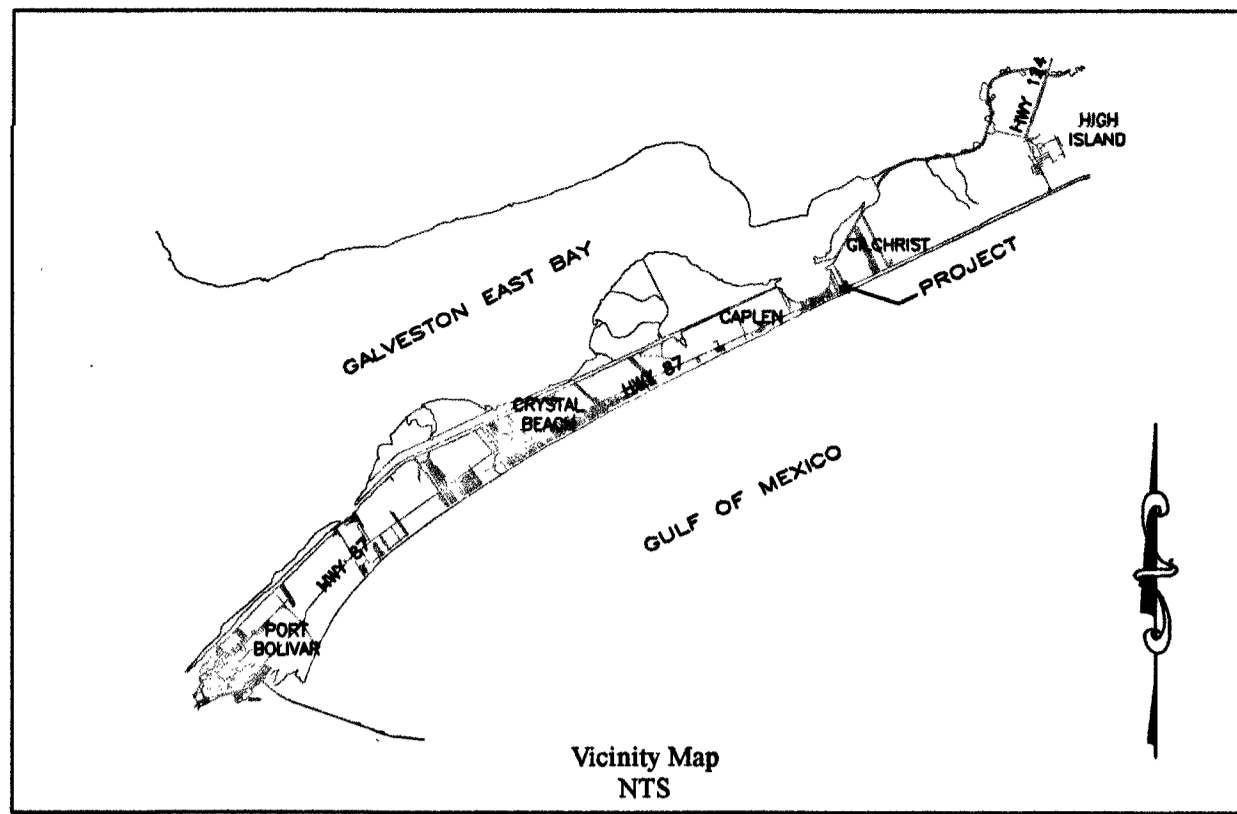 HWY 124
HIGH
ISLAND
GILCHRIST
PROJECT
GALVESTON EAST BAY
CAPLEN
HWY 87
CRYSTAL
BEACH
GULF OF MEXICO
HWY 87
PORT
BOLIVAR
Vicinity Map
NTS